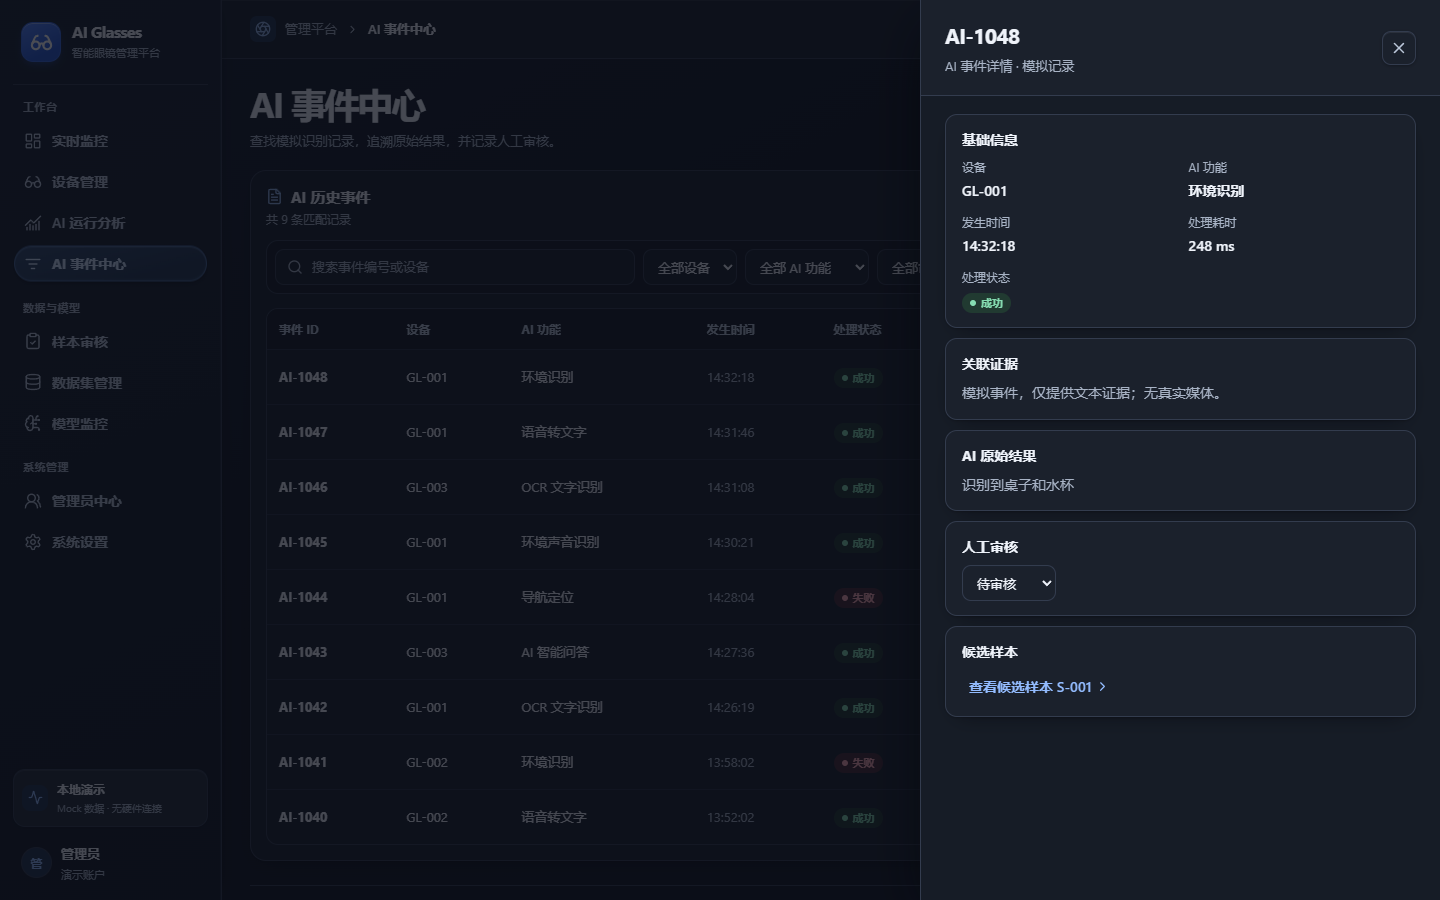 AI Glasses
智能眼镜管理平台
工作台
实时监控
设备管理
AI 运行分析
AI 事件中心
数据与模型
样本审核
数据集管理
模型监控
系统管理
管理员中心
系统设置
本地演示
Mock 数据 · 无硬件连接
管 管理员
演示账户
管理平台 > AI 事件中心
AI 事件中心
查找模拟识别记录，追溯原始结果，并记录人工审核。
AI 历史事件
共 9 条匹配记录
搜索事件编号或设备 全部设备 全部 AI 功能 全部
事件 ID 设备 AI 功能 发生时间 处理状态
AI-1048 GL-001 环境识别 14:32:18 成功
AI-1047 GL-001 语音转文字 14:31:46 成功
AI-1046 GL-003 OCR 文字识别 14:31:08 成功
AI-1045 GL-001 环境声音识别 14:30:21 成功
AI-1044 GL-001 导航定位 14:28:04 失败
AI-1043 GL-003 AI 智能问答 14:27:36 成功
AI-1042 GL-001 OCR 文字识别 14:26:19 成功
AI-1041 GL-002 环境识别 13:58:02 失败
AI-1040 GL-002 语音转文字 13:52:02 成功
AI-1048
AI 事件详情 · 模拟记录
基础信息
设备 AI 功能
GL-001 环境识别
发生时间 处理耗时
14:32:18 248 ms
处理状态
成功
关联证据
模拟事件，仅提供文本证据；无真实媒体。
AI 原始结果
识别到桌子和水杯
人工审核
待审核
候选样本
查看候选样本 S-001 >